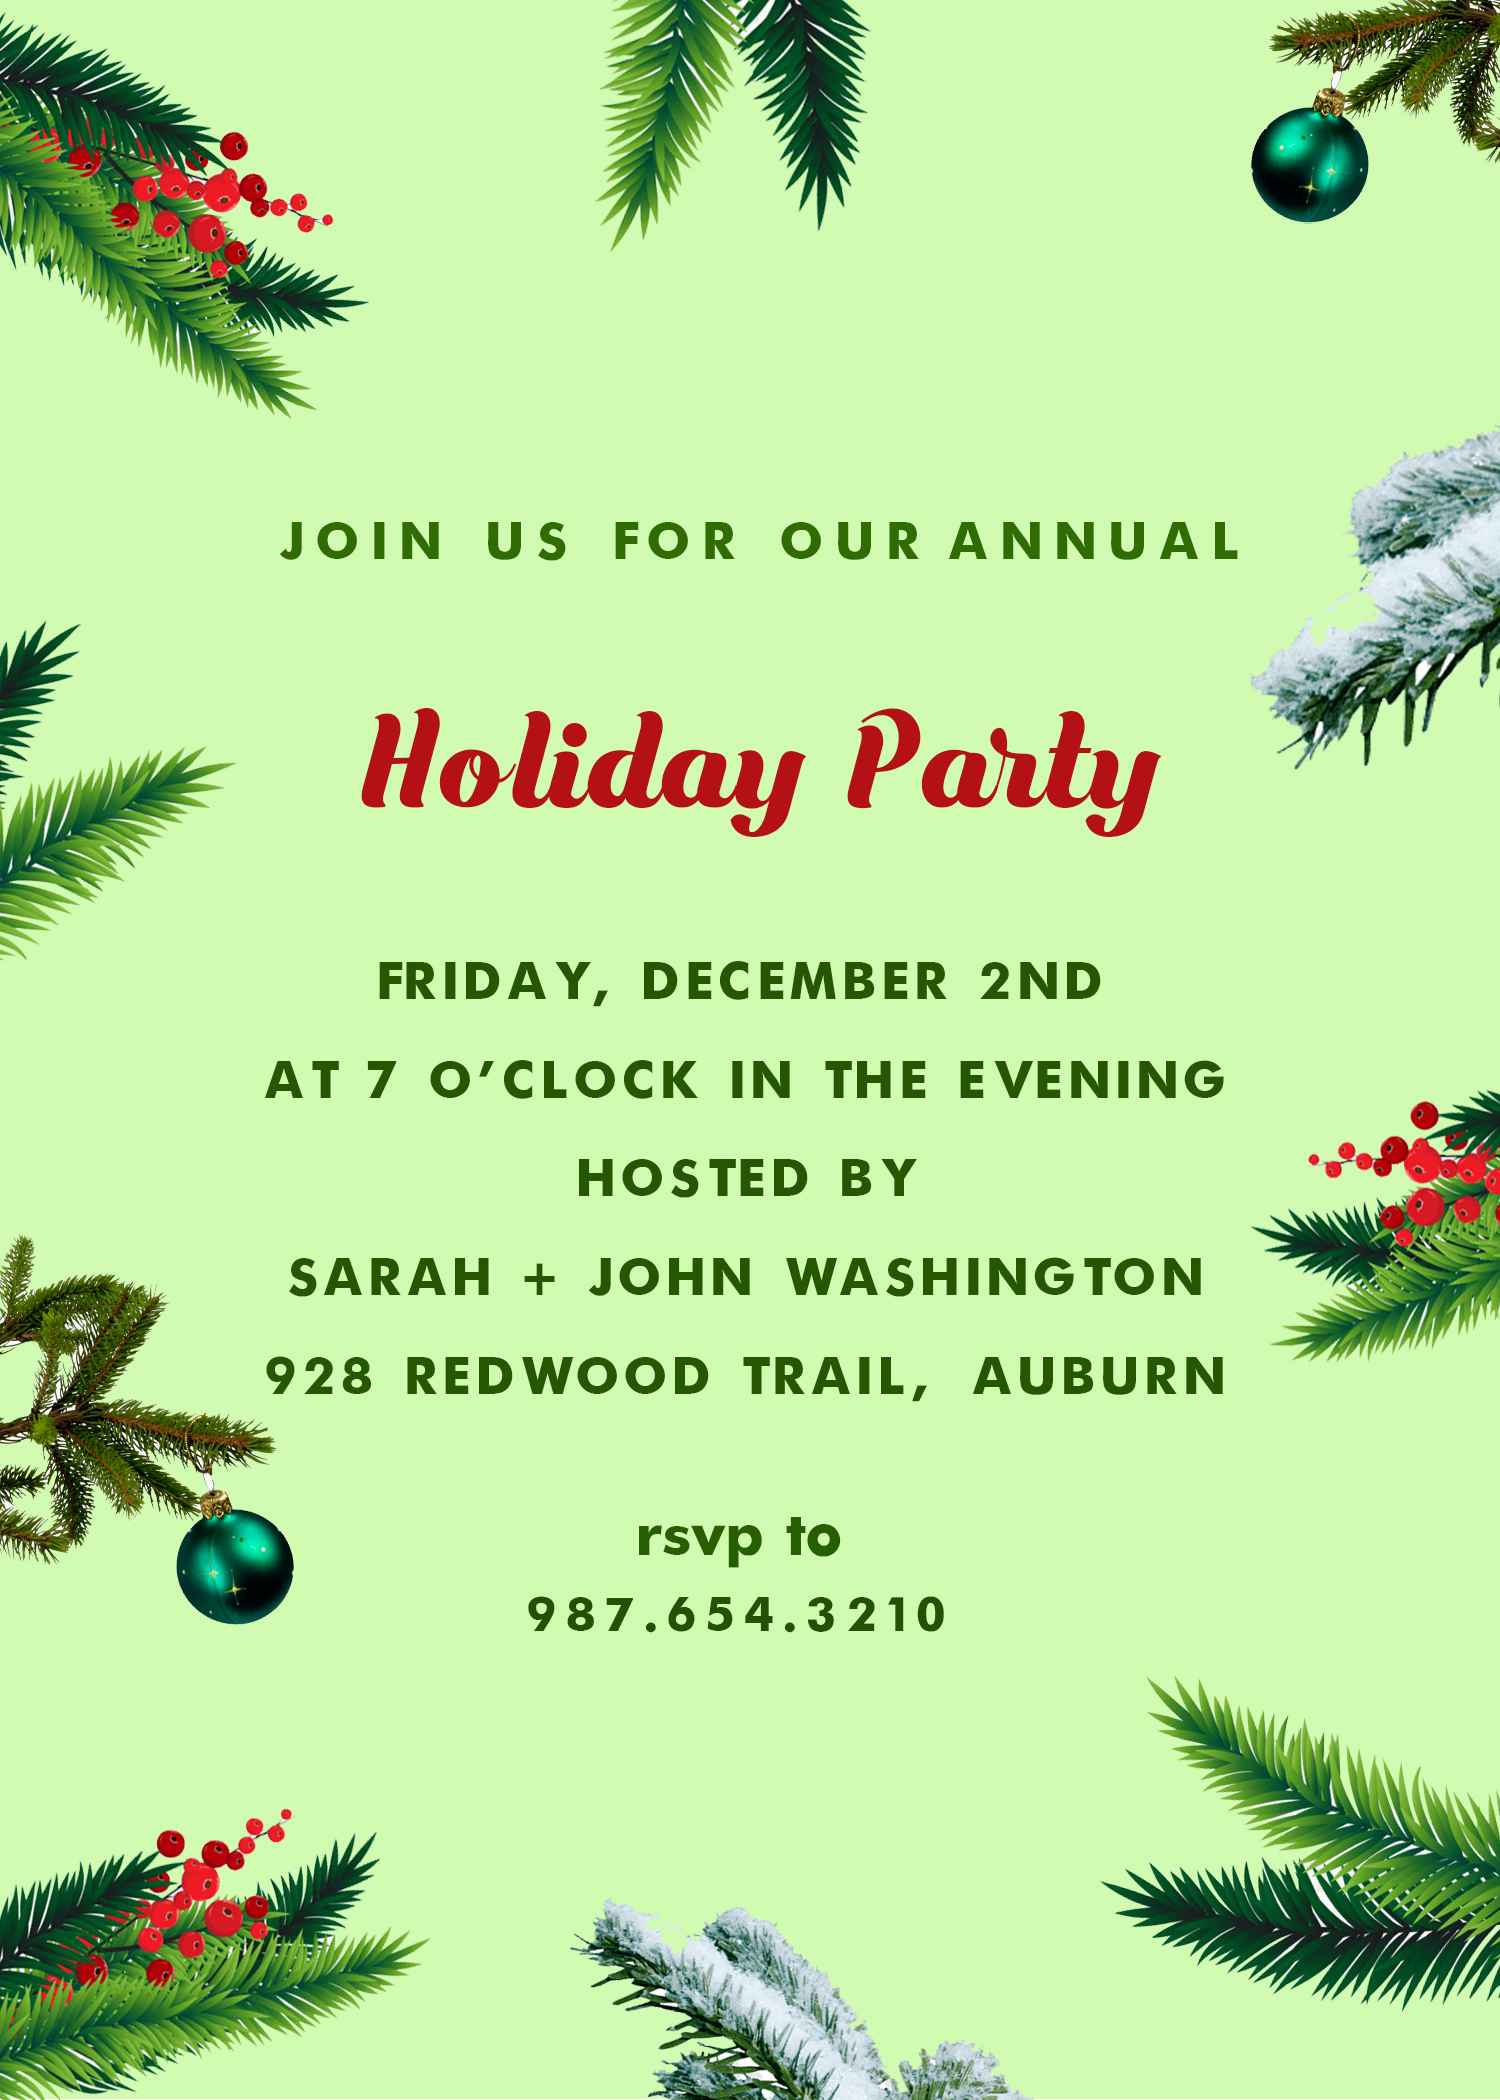 JOIN US FOR OUR ANNUAL
Holiday Party
FRIDAY, DECEMBER 2ND
AT 7 O’CLOCK IN THE EVENING
HOSTED BY
SARAH + JOHN WASHINGTON
928 REDWOOD TRAIL, AUBURN
rsvp to
987.654.3210